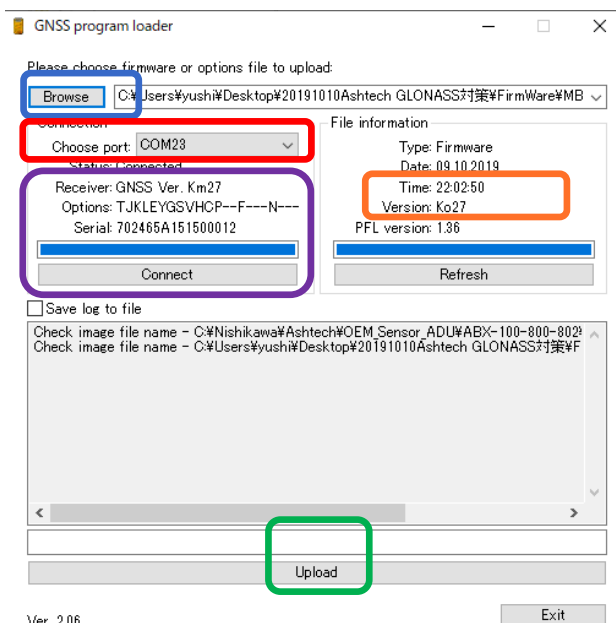 GNSS program loader
Please choose firmware or options file to upload:
Browse
C:¥Users¥yushi¥Desktop¥20191010Ashtech GLONASS対策¥FirmWare¥MB
Connection
Choose port: COM23
Status: Connected
Receiver: GNSS Ver. Km27
Options: TJKLEYGSVHCP--F---N---
Serial: 702465A151500012
Connect
File information
Type: Firmware
Date: 09.10.2019
Time: 22:02:50
Version: Ko27
PFL version: 1.36
Refresh
Save log to file
Check image file name - C:¥Nishikawa¥Ashtech¥OEM_Sensor_ADU¥ABX-100-800-802¥
Check image file name - C:¥Users¥yushi¥Desktop¥20191010Ashtech GLONASS対策¥F
Upload
Ver. 2.06
Exit